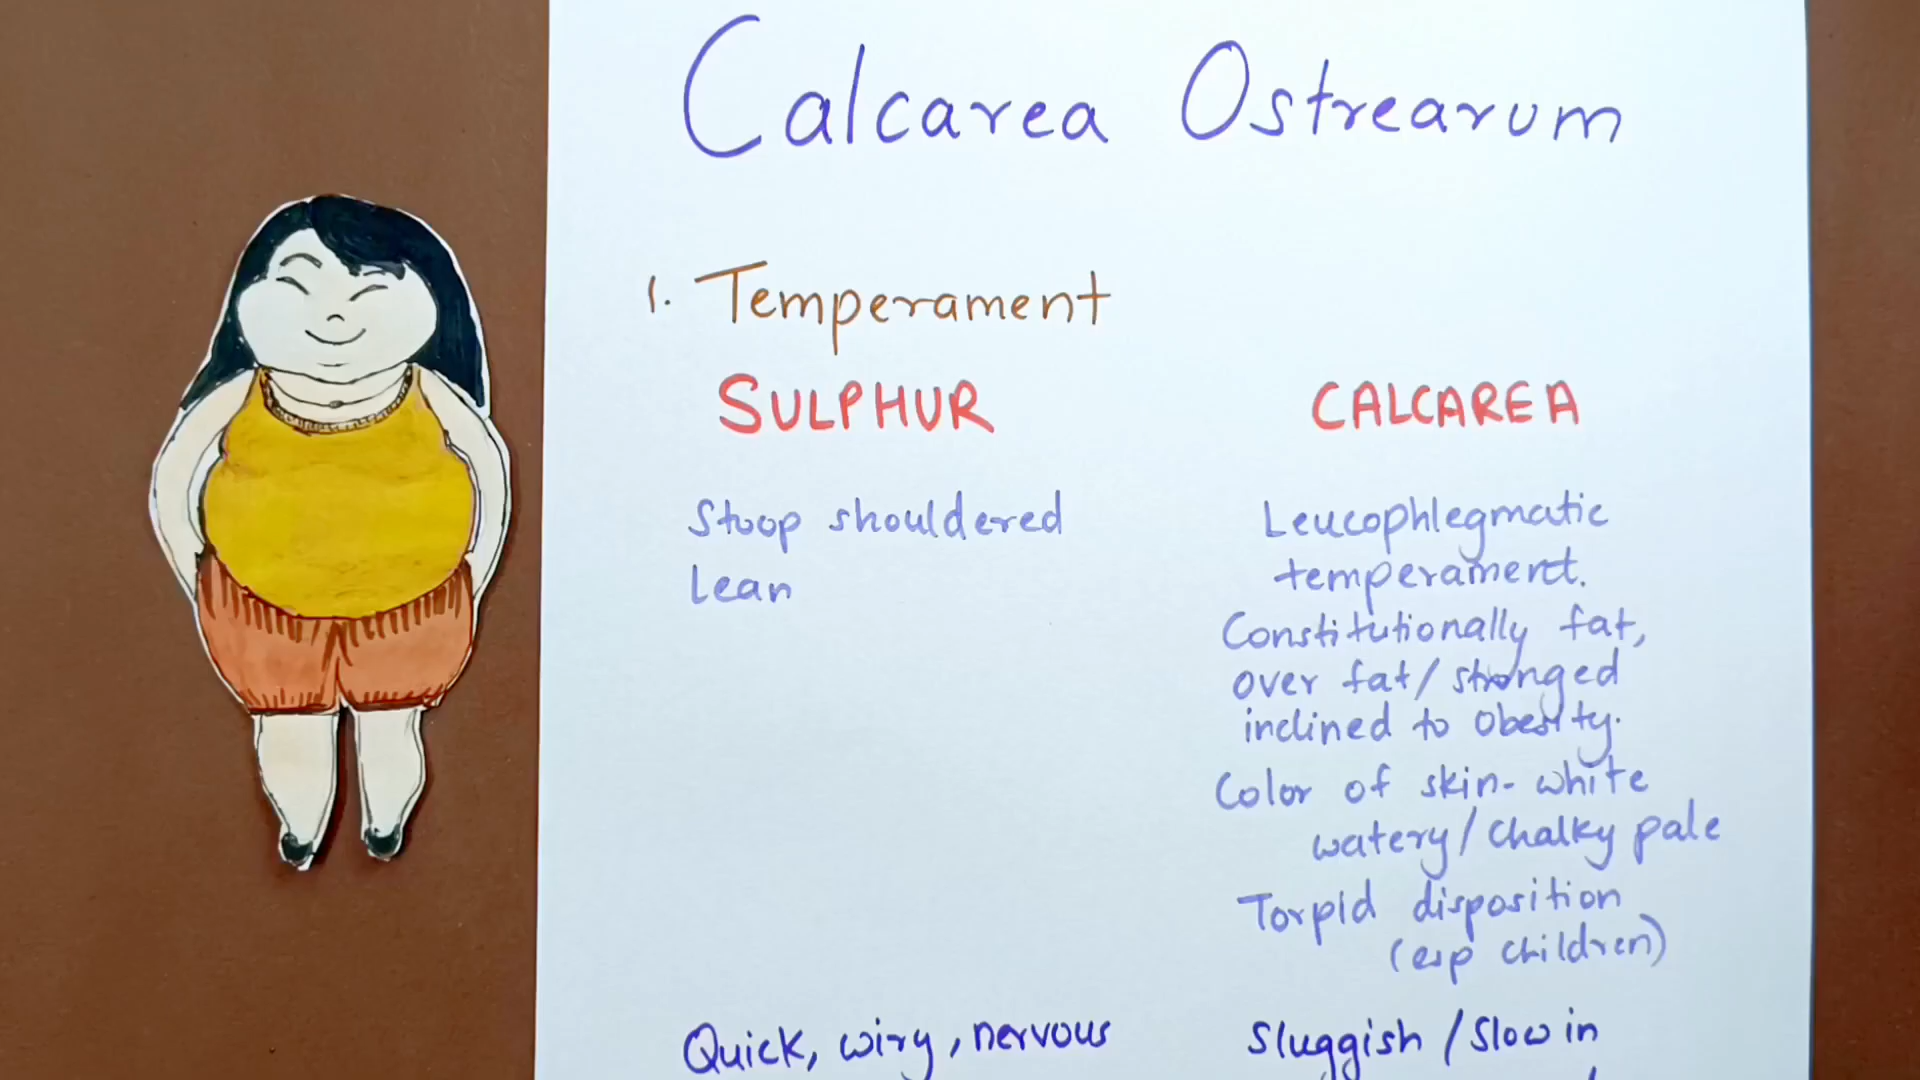 Calcarea Ostrearum
1. Temperament
SULPHUR
CALCAREA
Stoop shouldered
Lean
Leucophlegmatic
temperament.
Constitutionally fat,
over fat/stronged
inclined to obesity.
Color of skin- white
watery/chalky pale
Torpid disposition
(esp children)
Quick, wiry, nervous
Sluggish / Slow in